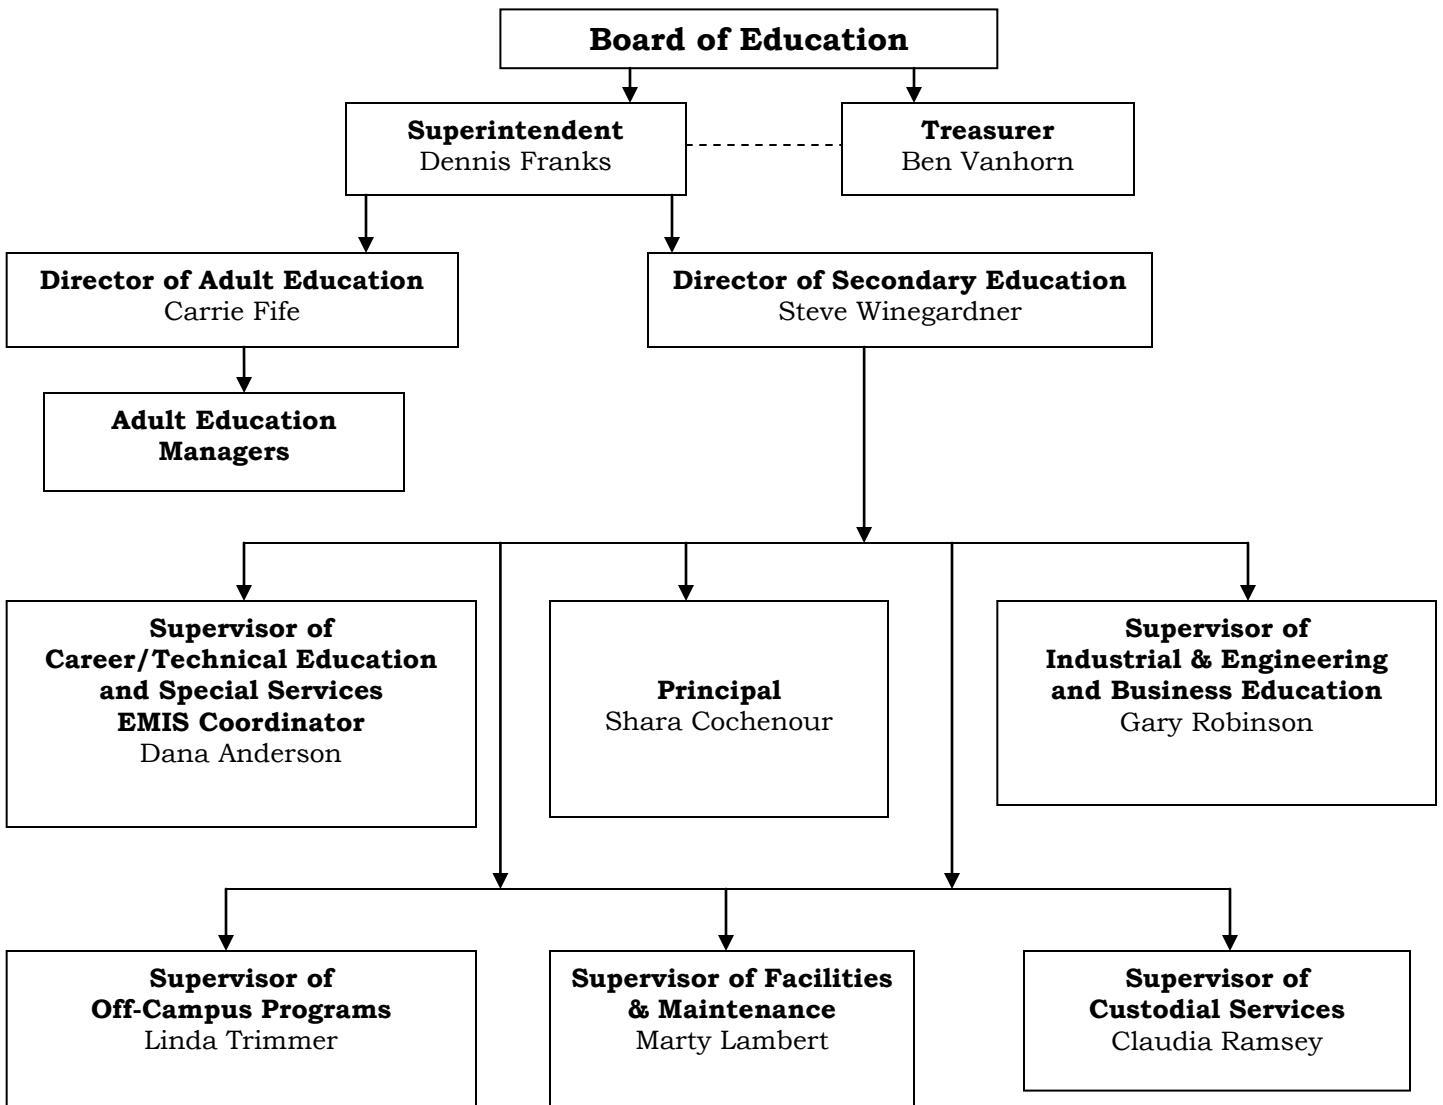 Board of Education
Superintendent
Dennis Franks
Treasurer
Ben Vanhorn
Director of Adult Education
Carrie Fife
Director of Secondary Education
Steve Winegardner
Adult Education
Managers
Supervisor of
Career/Technical Education
and Special Services
EMIS Coordinator
Dana Anderson
Principal
Shara Cochenour
Supervisor of
Industrial & Engineering
and Business Education
Gary Robinson
Supervisor of
Off-Campus Programs
Linda Trimmer
Supervisor of Facilities
& Maintenance
Marty Lambert
Supervisor of
Custodial Services
Claudia Ramsey